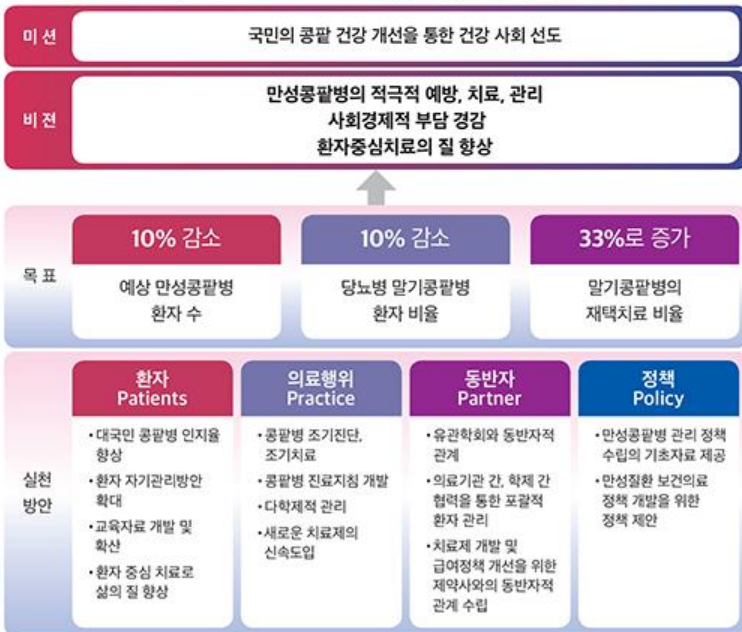 미션
국민의 콩팥 건강 개선을 통한 건강 사회 선도
비젼
만성콩팥병의 적극적 예방, 치료, 관리
사회경제적 부담 경감
환자중심치료의 질 향상
목표
10% 감소
예상 만성콩팥병
환자 수
10% 감소
당뇨병 말기콩팥병
환자 비율
33%로 증가
말기콩팥병의
재택치료 비율
실천
방안
환자
Patients
• 대국민 콩팥병 인지율
향상
• 환자 자기관리방안
확대
• 교육자료 개발 및
확산
• 환자 중심 치료로
삶의 질 향상
의료행위
Practice
• 콩팥병 조기진단,
조기치료
• 콩팥병 진료지침 개발
• 다학제적 관리
• 새로운 치료제의
신속도입
동반자
Partner
• 유관학회와 동반자적
관계
• 의료기관 간, 학제 간
협력을 통한 포괄적
환자 관리
• 치료제 개발 및
급여정책 개선을 위한
제약사와의 동반자적
관계 수립
정책
Policy
• 만성콩팥병 관리 정책
수립의 기초자료 제공
• 만성질환 보건의료
정책 개발을 위한
정책 제안